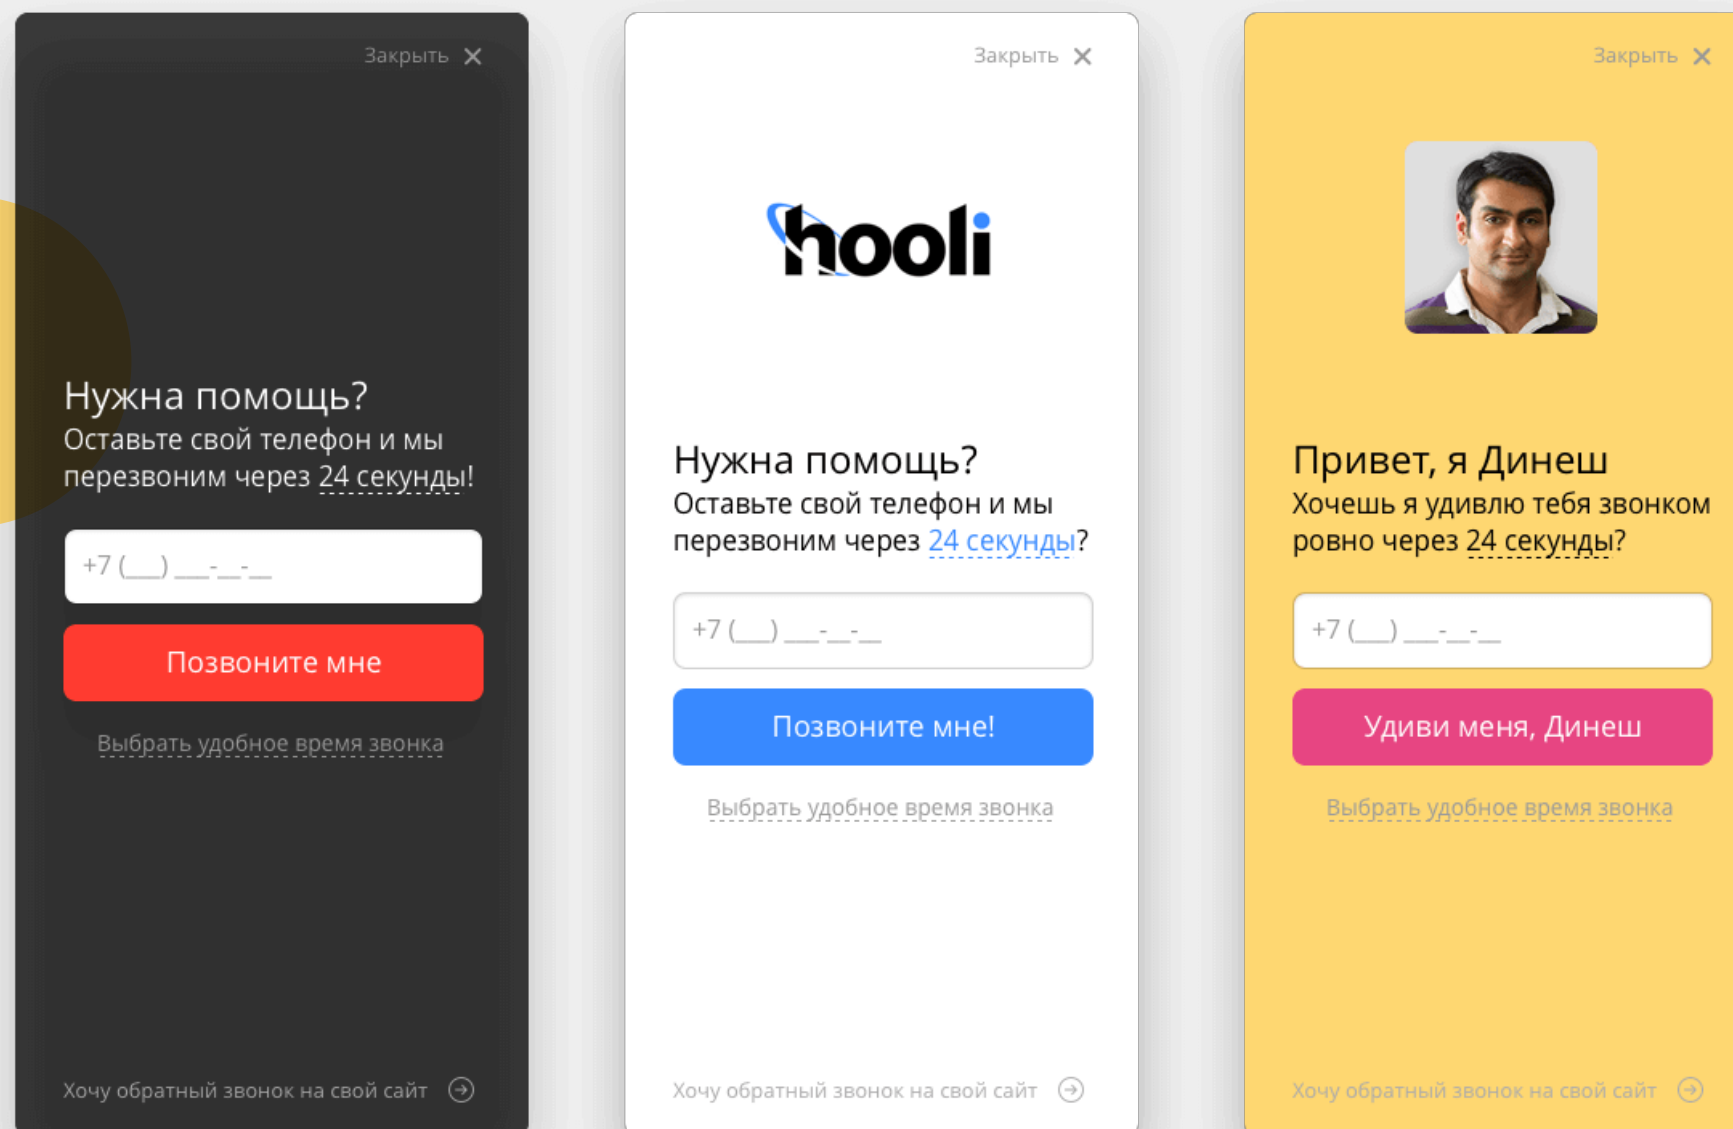 Закрыть
Нужна помощь?
Оставьте свой телефон и мы
перезвоним через 24 секунды!
+7 (___) ___-__-__
Позвоните мне
Выбрать удобное время звонка
Хочу обратный звонок на свой сайт
Закрыть
hooli
Нужна помощь?
Оставьте свой телефон и мы
перезвоним через 24 секунды?
+7 (___) ___-__-__
Позвоните мне!
Выбрать удобное время звонка
Хочу обратный звонок на свой сайт
Закрыть
Привет, я Динеш
Хочешь я удивлю тебя звонком
ровно через 24 секунды?
+7 (___) ___-__-__
Удиви меня, Динеш
Выбрать удобное время звонка
Хочу обратный звонок на свой сайт